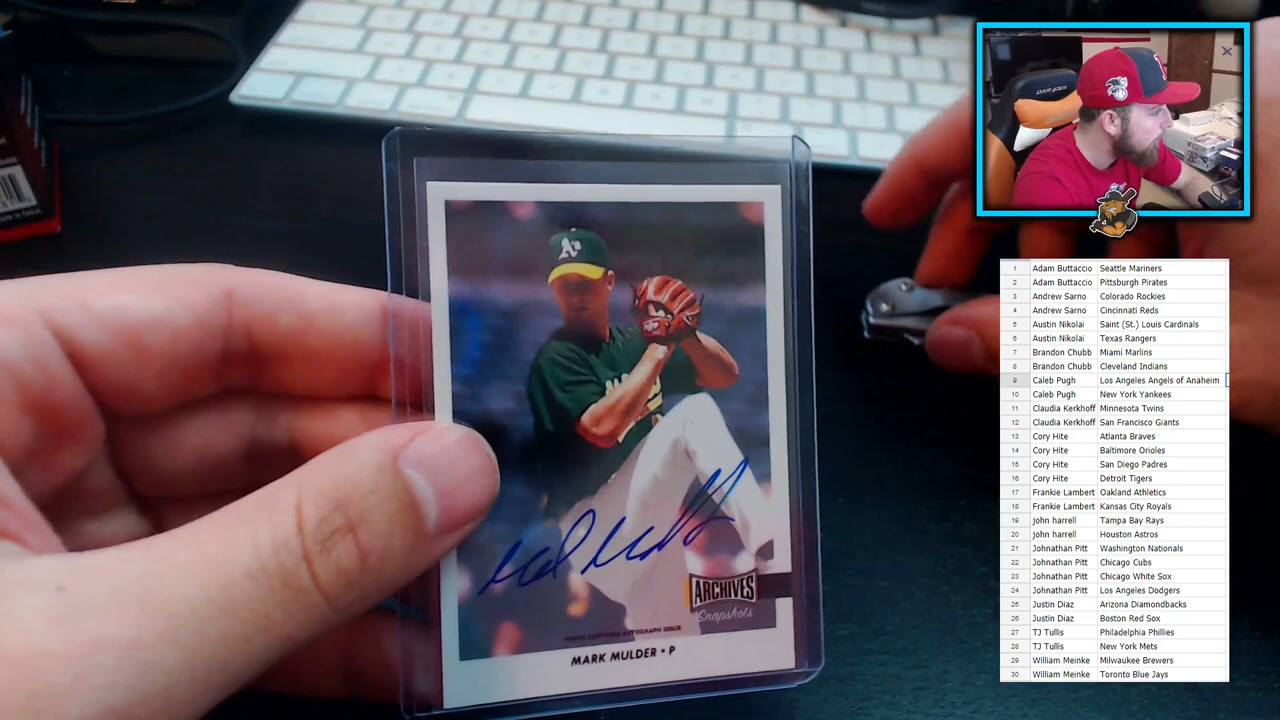 A's
ARCHIVES
Snapshots
TOPPS CERTIFIED AUTOGRAPH ISSUE
MARK MULDER • P
DXRACER
1 Adam Buttaccio Seattle Mariners
2 Adam Buttaccio Pittsburgh Pirates
3 Andrew Sarno Colorado Rockies
4 Andrew Sarno Cincinnati Reds
5 Austin Nikolai Saint (St.) Louis Cardinals
6 Austin Nikolai Texas Rangers
7 Brandon Chubb Miami Marlins
8 Brandon Chubb Cleveland Indians
9 Caleb Pugh Los Angeles Angels of Anaheim
10 Caleb Pugh New York Yankees
11 Claudia Kerkhoff Minnesota Twins
12 Claudia Kerkhoff San Francisco Giants
13 Cory Hite Atlanta Braves
14 Cory Hite Baltimore Orioles
15 Cory Hite San Diego Padres
16 Cory Hite Detroit Tigers
17 Frankie Lambert Oakland Athletics
18 Frankie Lambert Kansas City Royals
19 john harrell Tampa Bay Rays
20 john harrell Houston Astros
21 Johnathan Pitt Washington Nationals
22 Johnathan Pitt Chicago Cubs
23 Johnathan Pitt Chicago White Sox
24 Johnathan Pitt Los Angeles Dodgers
25 Justin Diaz Arizona Diamondbacks
26 Justin Diaz Boston Red Sox
27 TJ Tullis Philadelphia Phillies
28 TJ Tullis New York Mets
29 William Meinke Milwaukee Brewers
30 William Meinke Toronto Blue Jays